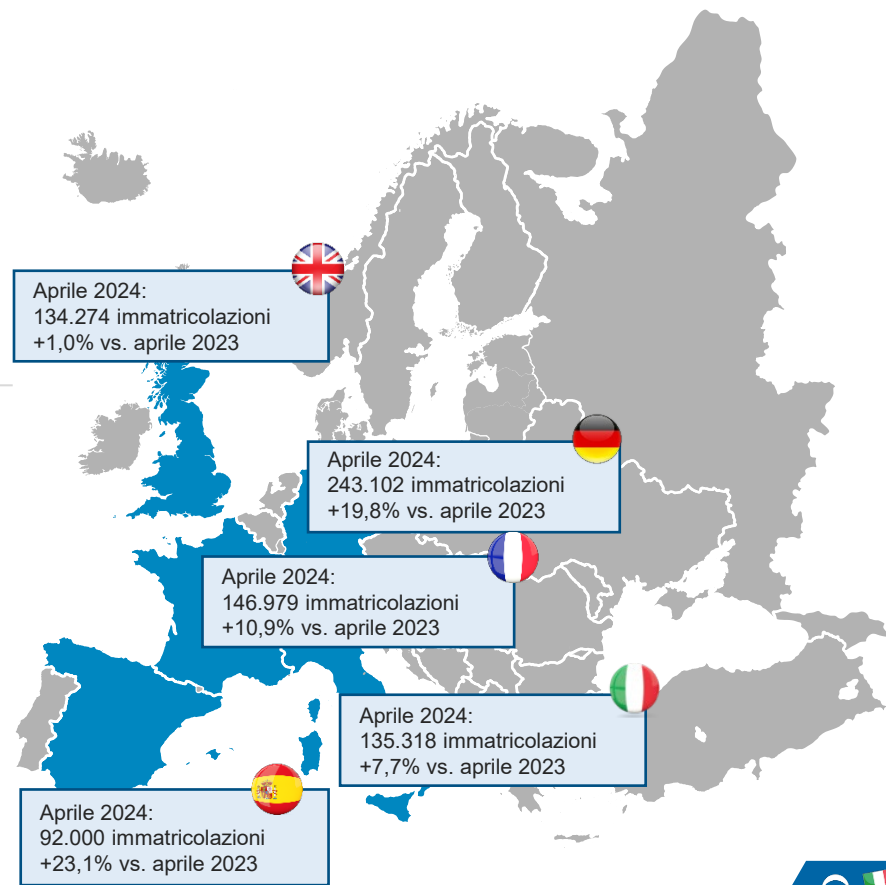 Aprile 2024:
134.274 immatricolazioni
+1,0% vs. aprile 2023
Aprile 2024:
243.102 immatricolazioni
+19,8% vs. aprile 2023
Aprile 2024:
146.979 immatricolazioni
+10,9% vs. aprile 2023
Aprile 2024:
135.318 immatricolazioni
+7,7% vs. aprile 2023
Aprile 2024:
92.000 immatricolazioni
+23,1% vs. aprile 2023